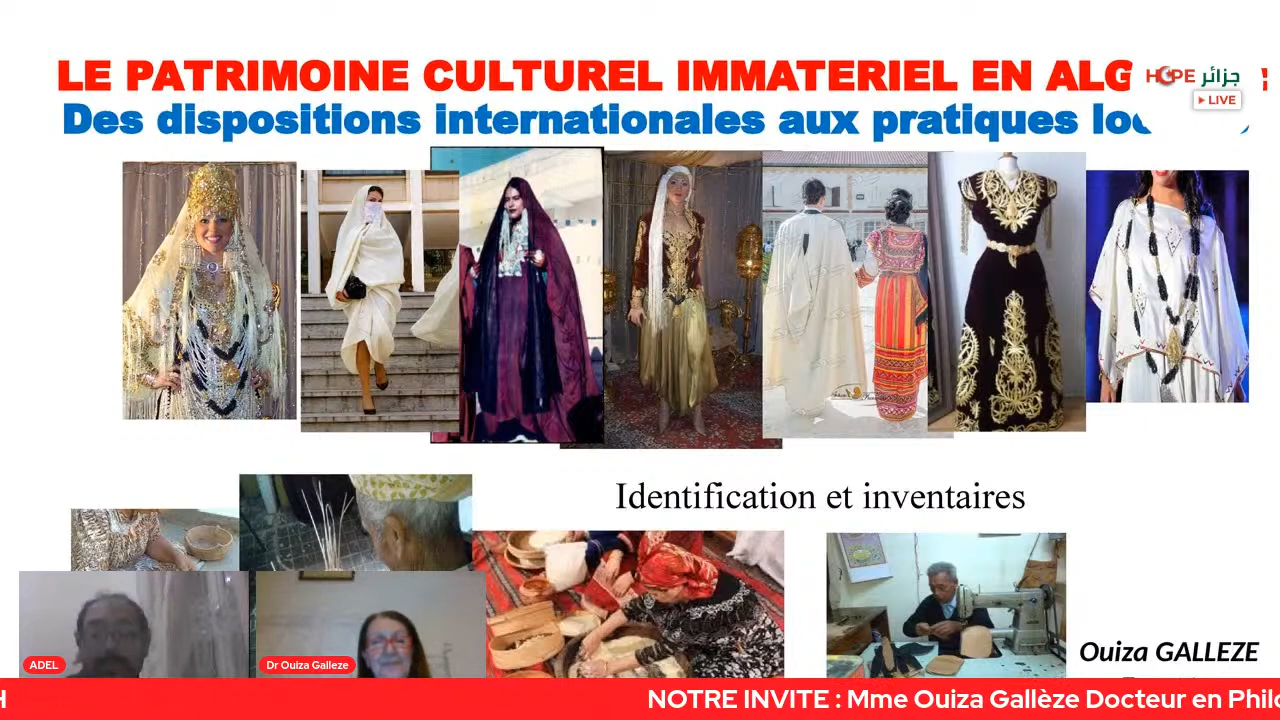 LE PATRIMOINE CULTUREL IMMATERIEL EN ALG
HOPE جزائر
LIVE
Des dispositions internationales aux pratiques
Identification et inventaires
ADEL
Dr Ouiza Galleze
Ouiza GALLEZE
H NOTRE INVITE : Mme Ouiza Gallèze Docteur en Philo